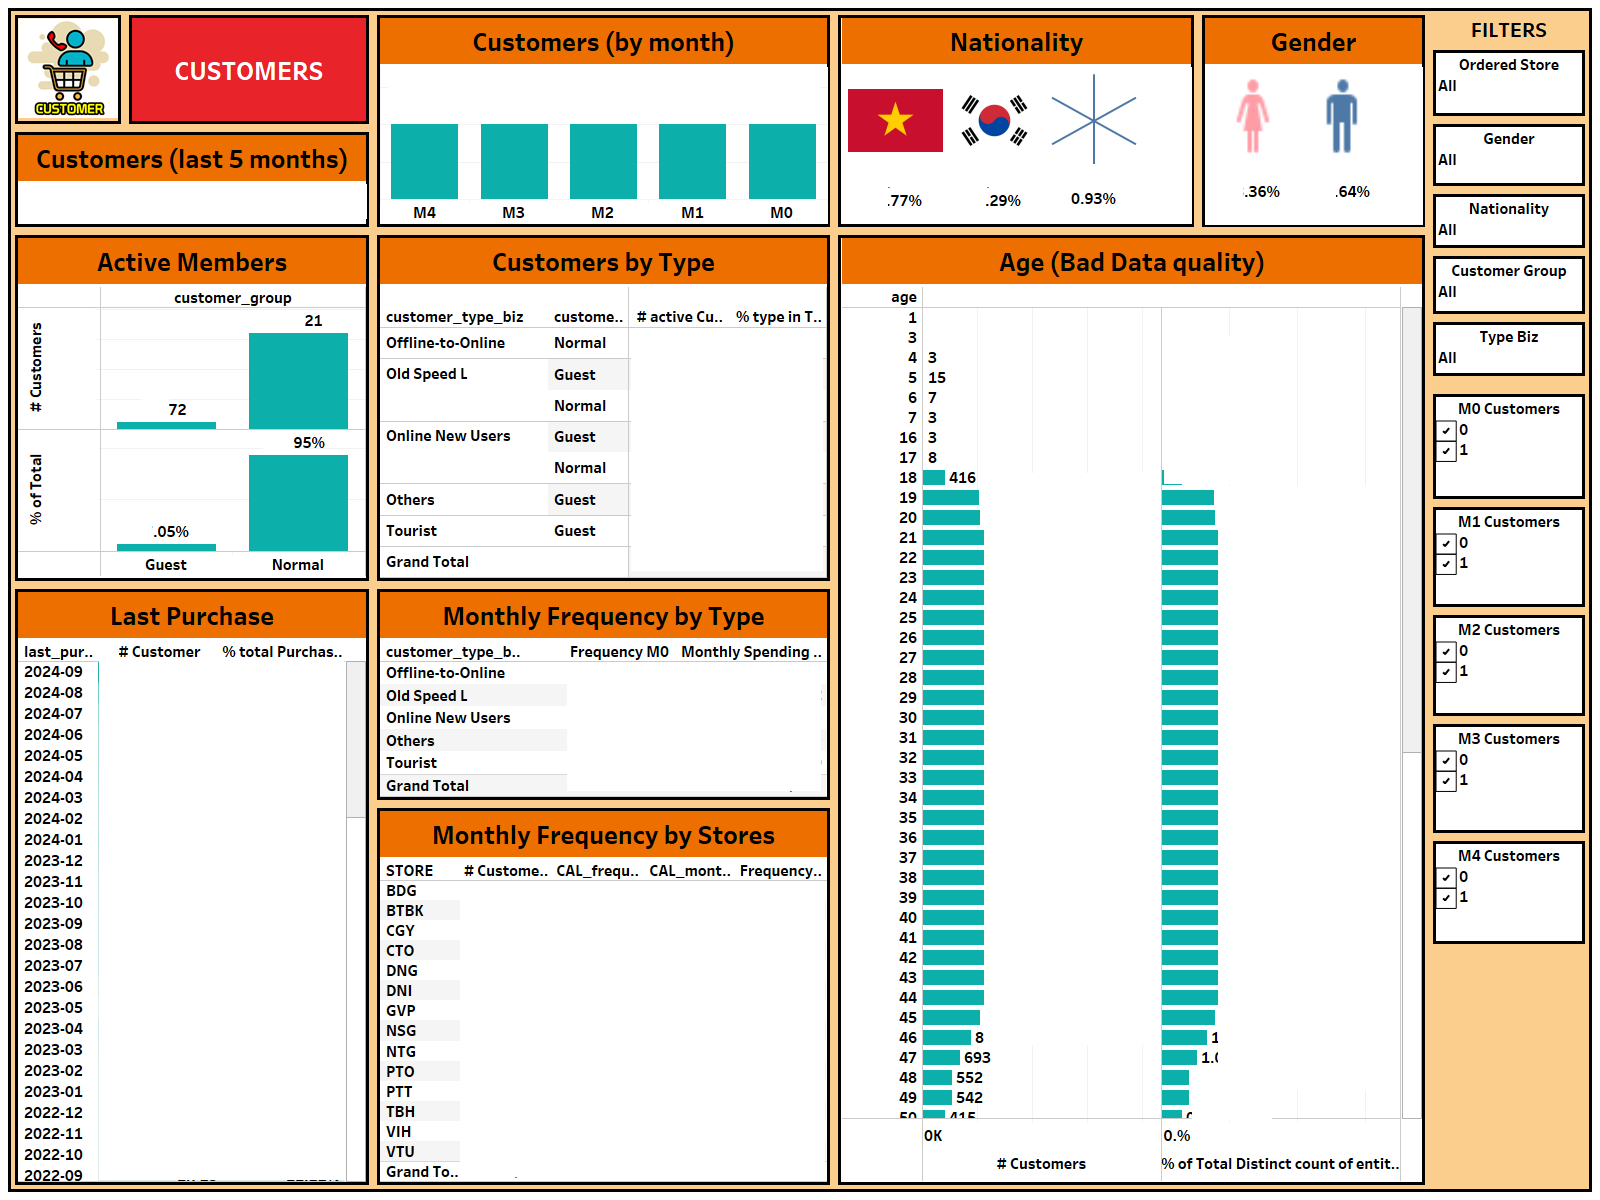 CUSTOMER
CUSTOMERS
Customers (last 5 months)
Customers (by month)
M4 M3 M2 M1 M0
Nationality
.77% .29% 0.93%
Gender
.36% .64%
FILTERS
Ordered Store
All
Gender
All
Nationality
All
Customer Group
All
Type Biz
All
M0 Customers
0
1
M1 Customers
0
1
M2 Customers
0
1
M3 Customers
0
1
M4 Customers
0
1
Active Members
customer_group
# Customers
72
21
% of Total
.05%
95%
Guest Normal
Customers by Type
customer_type_biz custome.. # active Cu.. % type in T..
Offline-to-Online Normal
Old Speed L Guest
Normal
Online New Users Guest
Normal
Others Guest
Tourist Guest
Grand Total
Age (Bad Data quality)
age
1
3
4 3
5 15
6 7
7 3
16 3
17 8
18 416
19
20
21
22
23
24
25
26
27
28
29
30
31
32
33
34
35
36
37
38
39
40
41
42
43
44
45
46 8 1
47 693 1.0
48 552
49 542
50 415
0K 0.%
# Customers % of Total Distinct count of entit..
Last Purchase
last_pur.. # Customer % total Purchas..
2024-09
2024-08
2024-07
2024-06
2024-05
2024-04
2024-03
2024-02
2024-01
2023-12
2023-11
2023-10
2023-09
2023-08
2023-07
2023-06
2023-05
2023-04
2023-03
2023-02
2023-01
2022-12
2022-11
2022-10
2022-09
Monthly Frequency by Type
customer_type_b.. Frequency M0 Monthly Spending ..
Offline-to-Online
Old Speed L
Online New Users
Others
Tourist
Grand Total
Monthly Frequency by Stores
STORE # Custome.. CAL_frequ.. CAL_mont.. Frequency..
BDG
BTBK
CGY
CTO
DNG
DNI
GVP
NSG
NTG
PTO
PTT
TBH
VIH
VTU
Grand To..